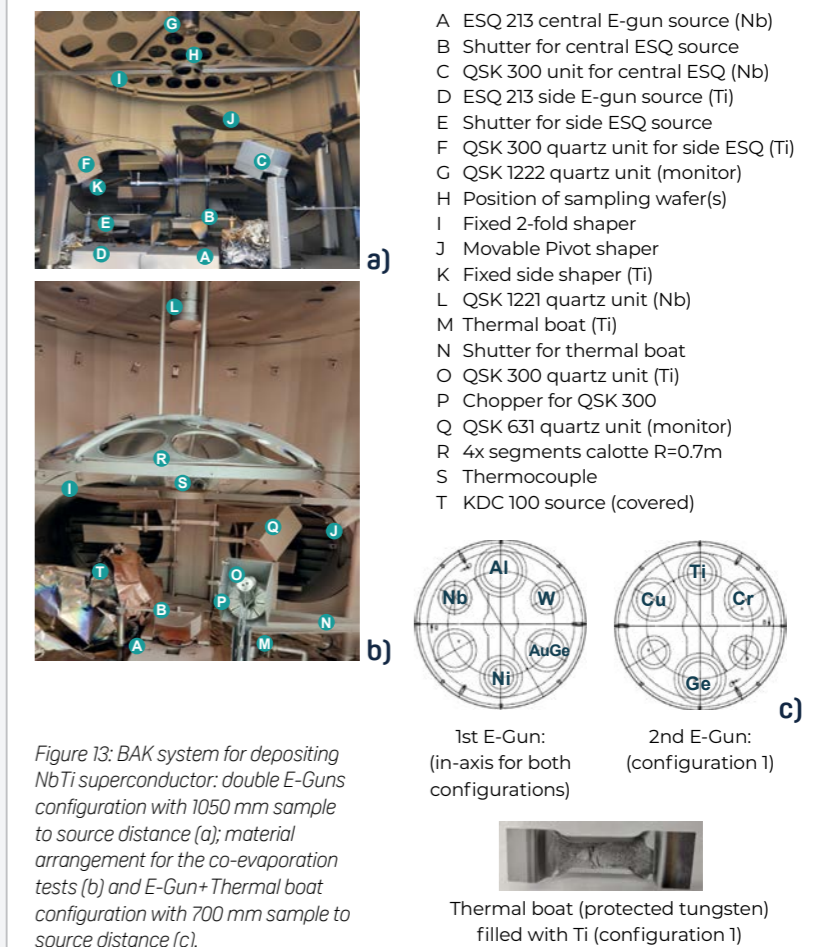 G
H
I
J
F
C
K
E
B
D
A
a)
L
R
I
S
Q
J
T
O
P
B
N
A
M
b)
A ESQ 213 central E-gun source (Nb)
B Shutter for central ESQ source
C QSK 300 unit for central ESQ (Nb)
D ESQ 213 side E-gun source (Ti)
E Shutter for side ESQ source
F QSK 300 quartz unit for side ESQ (Ti)
G QSK 1222 quartz unit (monitor)
H Position of sampling wafer(s)
I Fixed 2-fold shaper
J Movable Pivot shaper
K Fixed side shaper (Ti)
L QSK 1221 quartz unit (Nb)
M Thermal boat (Ti)
N Shutter for thermal boat
O QSK 300 quartz unit (Ti)
P Chopper for QSK 300
Q QSK 631 quartz unit (monitor)
R 4x segments calotte R=0.7m
S Thermocouple
T KDC 100 source (covered)
Al
Nb
W
AuGe
Ni
Ti
Cu
Cr
Ge
c)
1st E-Gun:
(in-axis for both
configurations)
2nd E-Gun:
(configuration 1)
Thermal boat (protected tungsten)
filled with Ti (configuration 1)
Figure 13: BAK system for depositing
NbTi superconductor: double E-Guns
configuration with 1050 mm sample
to source distance (a); material
arrangement for the co-evaporation
tests (b) and E-Gun+Thermal boat
configuration with 700 mm sample to
source distance (c).